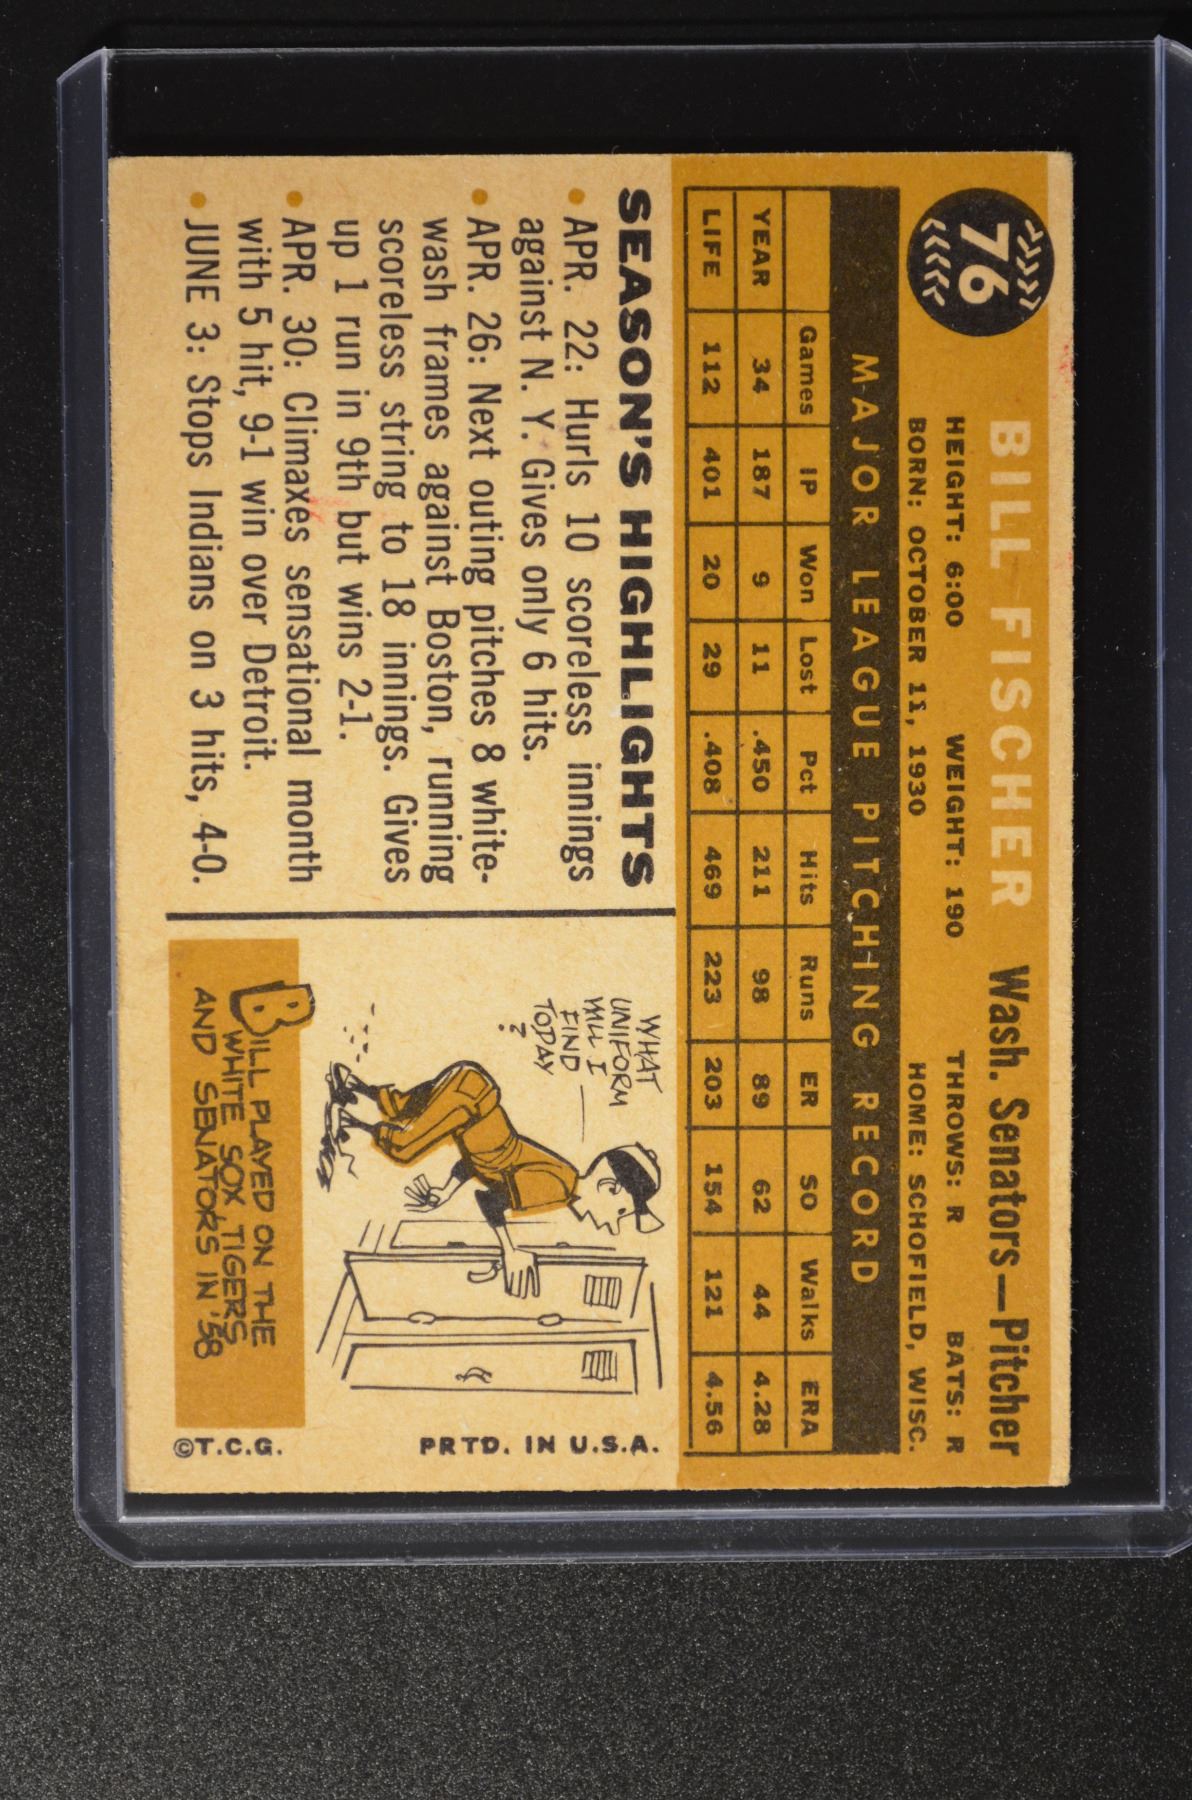 76
BILL FISCHER Wash. Senators—Pitcher
HEIGHT: 6:00 WEIGHT: 190 THROWS: R BATS: R
BORN: OCTOBER 11, 1930 HOME: SCHOFIELD, WISC.
MAJOR LEAGUE PITCHING RECORD
Games IP Won Lost Pct Hits Runs ER SO Walks ERA
YEAR 34 187 9 11 .450 211 98 89 62 44 4.28
LIFE 112 401 20 29 .408 469 223 203 154 121 4.56
SEASON'S HIGHLIGHTS
• APR. 22: Hurls 10 scoreless innings
against N. Y. Gives only 6 hits.
• APR. 26: Next outing pitches 8 white-
wash frames against Boston, running
scoreless string to 18 innings. Gives
up 1 run in 9th but wins 2-1.
• APR. 30: Climaxes sensational month
with 5 hit, 9-1 win over Detroit.
• JUNE 3: Stops Indians on 3 hits, 4-0.
WHAT
UNIFORM
WILL I
FIND
TODAY
?
BILL PLAYED ON THE
WHITE SOX, TIGERS
AND SENATORS IN '58
PRTD. IN U.S.A.
©T.C.G.